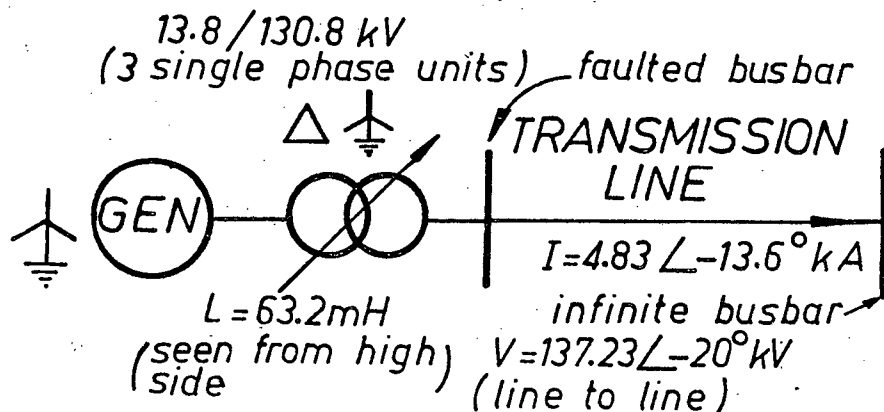 13.8/130.8 kV
(3 single phase units)
faulted busbar
TRANSMISSION
LINE
GEN
I=4.83∠-13.6°kA
L=63.2mH
(seen from high side)
infinite busbar
V=137.23∠-20°kV
(line to line)